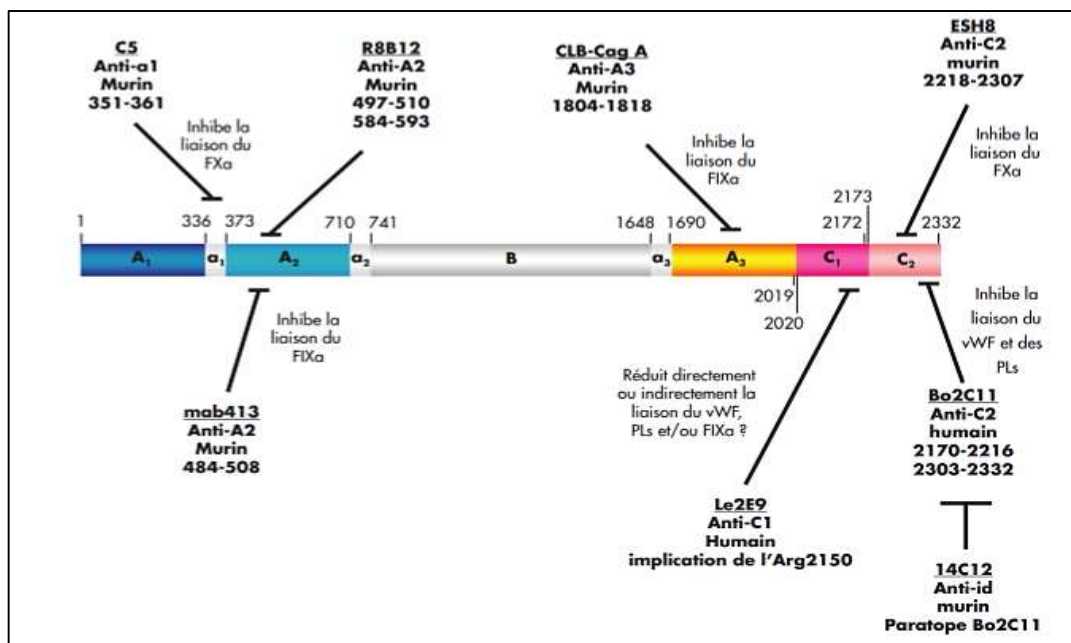 C5
Anti-a1
Murin
351-361
Inhibe la
liaison du
FXa
R8B12
Anti-A2
Murin
497-510
584-593
CLB-Cag A
Anti-A3
Murin
1804-1818
Inhibe la
liaison du
FIXa
ESH8
Anti-C2
murin
2218-2307
Inhibe la
liaison du
FXa
1 336 373 710 741 1648 1690 2173 2172 2332
A1 a1 A2 a2 B a3 A3 C1 C2
2019
2020
Inhibe la
liaison du
FIXa
mab413
Anti-A2
Murin
484-508
Réduit directement
ou indirectement la
liaison du vWF,
PLs et/ou FIXa ?
Le2E9
Anti-C1
Humain
implication de l'Arg2150
Inhibe la
liaison du
vWF et des
PLs
Bo2C11
Anti-C2
humain
2170-2216
2303-2332
14C12
Anti-id
murin
Paratope Bo2C11